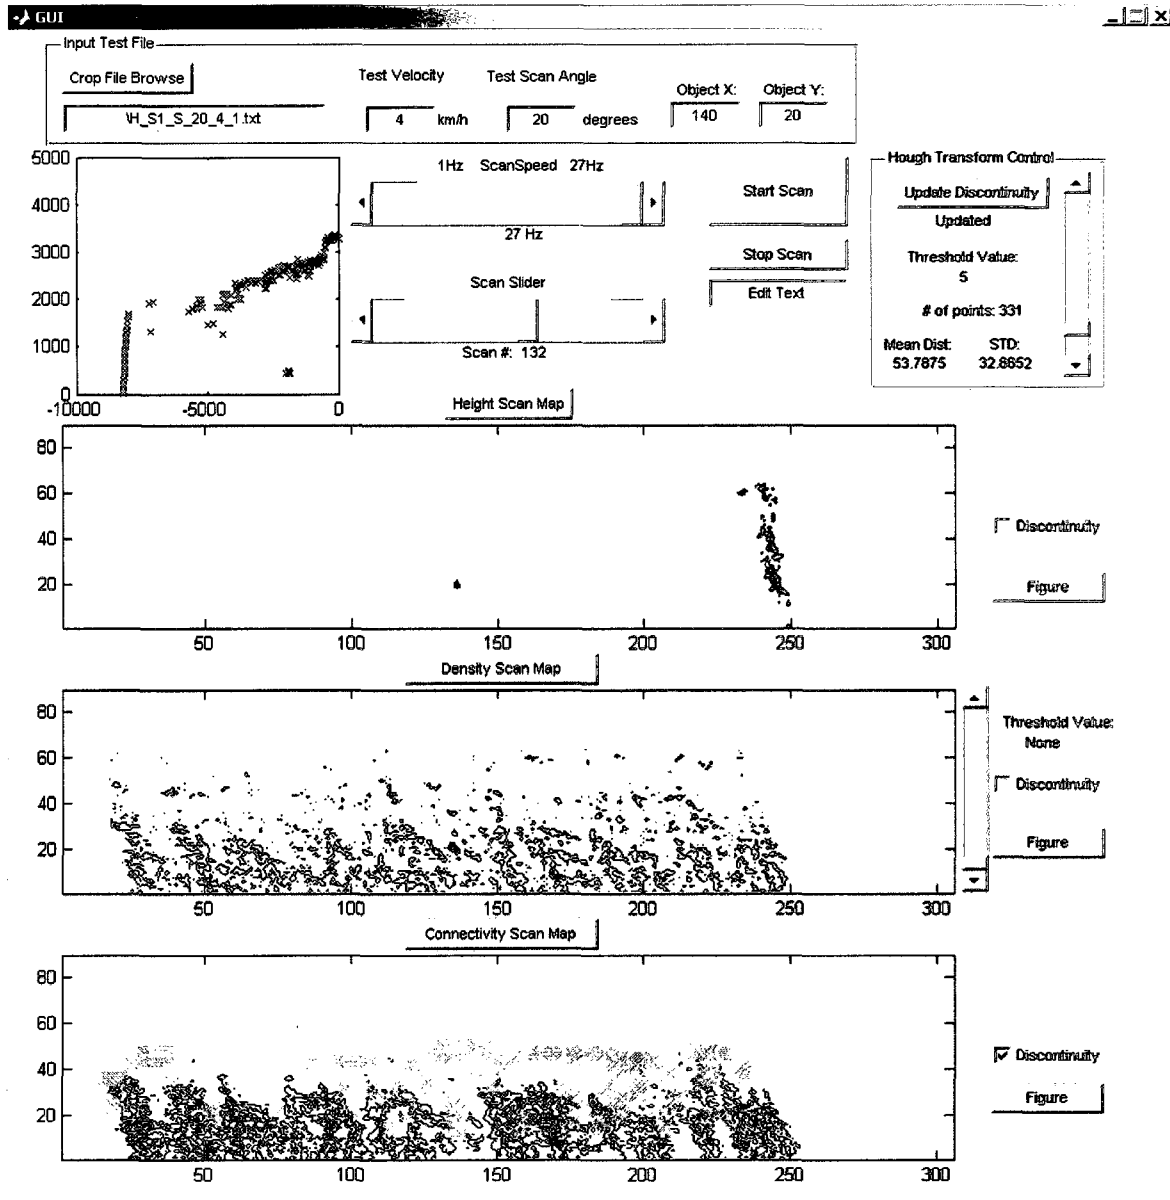 GUI
Input Test File
Crop File Browse
Test Velocity
Test Scan Angle
Object X:
Object Y:
\H_S1_S_20_4_1.txt
4 km/h
20 degrees
140
20
5000
4000
3000
2000
1000
0
-10000 -5000 0
1Hz ScanSpeed 27Hz
27 Hz
Scan Slider
Scan #: 132
Start Scan
Stop Scan
Edit Text
Hough Transform Control
Update Discontinuity
Updated
Threshold Value:
5
# of points: 331
Mean Dist: STD:
53.7875 32.8652
Height Scan Map
80
60
40
20
50 100 150 200 250 300
Discontinuity
Figure
Density Scan Map
80
60
40
20
50 100 150 200 250 300
Threshold Value:
None
Discontinuity
Figure
Connectivity Scan Map
80
60
40
20
50 100 150 200 250 300
Discontinuity
Figure